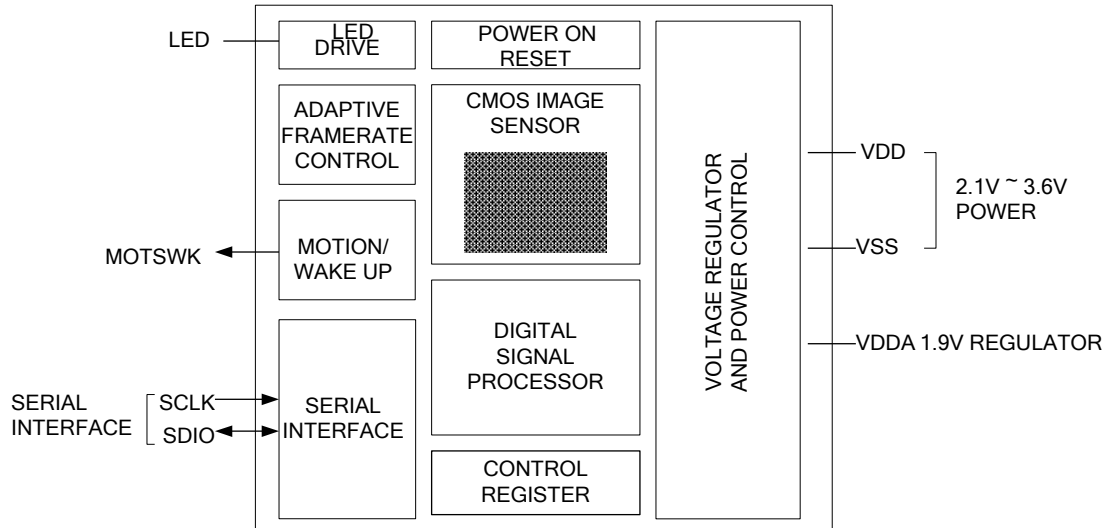 LED
LED
DRIVE
POWER ON
RESET
ADAPTIVE
FRAMERATE
CONTROL
CMOS IMAGE
SENSOR
MOTSWK
MOTION/
WAKE UP
DIGITAL
SIGNAL
PROCESSOR
SERIAL
INTERFACE
SCLK
SDIO
SERIAL
INTERFACE
CONTROL
REGISTER
VOLTAGE REGULATOR
AND POWER CONTROL
VDD
VSS
2.1V ~ 3.6V
POWER
VDDA 1.9V REGULATOR